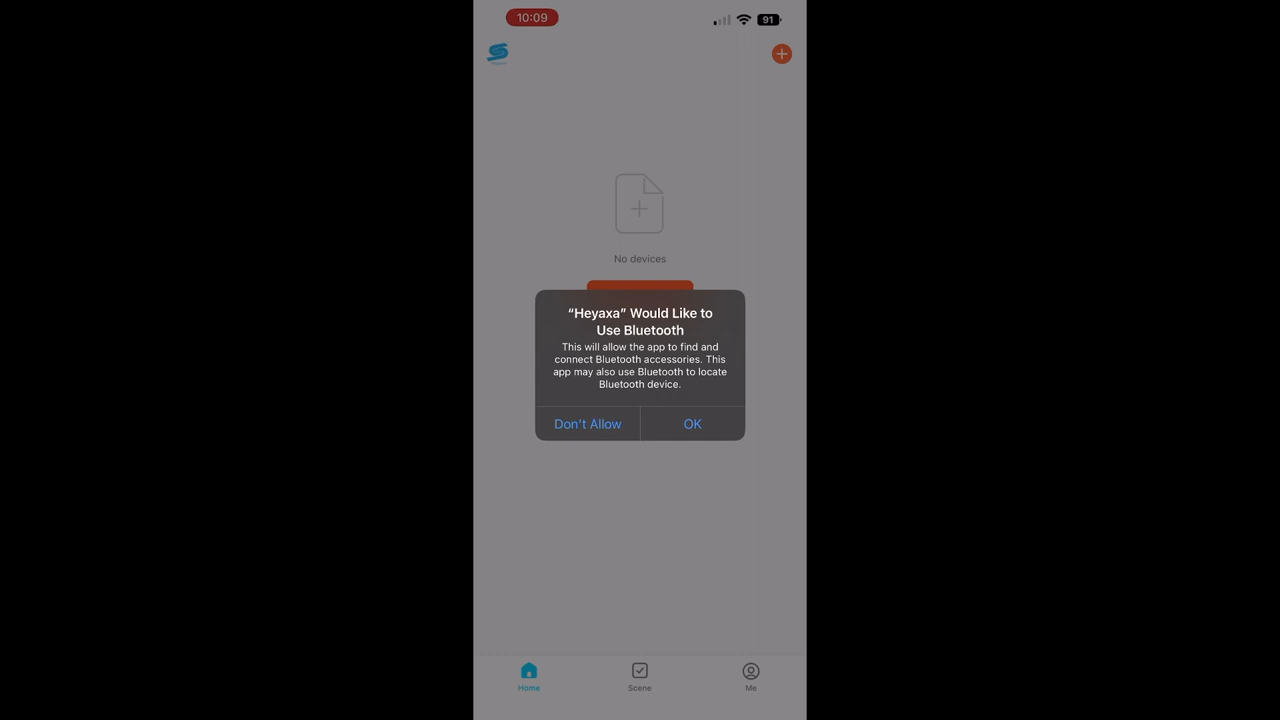 10:09
91
No devices
“Heyaxa” Would Like to
Use Bluetooth
This will allow the app to find and
connect Bluetooth accessories. This
app may also use Bluetooth to locate
Bluetooth device.
Don't Allow
OK
Home
Scene
Me